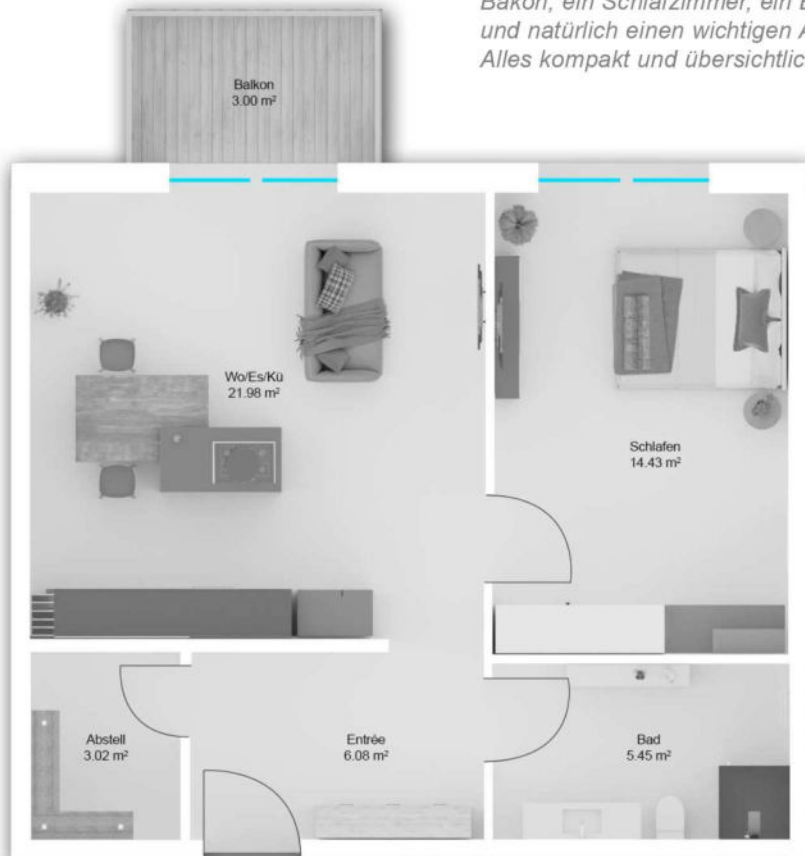 Bakon, ein Schlafzimmer, ein
und natürlich einen wichtigen
Alles kompakt und übersichtlic
Balkon
3.00 m²
Wo/Es/Kü
21.98 m²
Schlafen
14.43 m²
Abstell
3.02 m²
Entrée
6.08 m²
Bad
5.45 m²